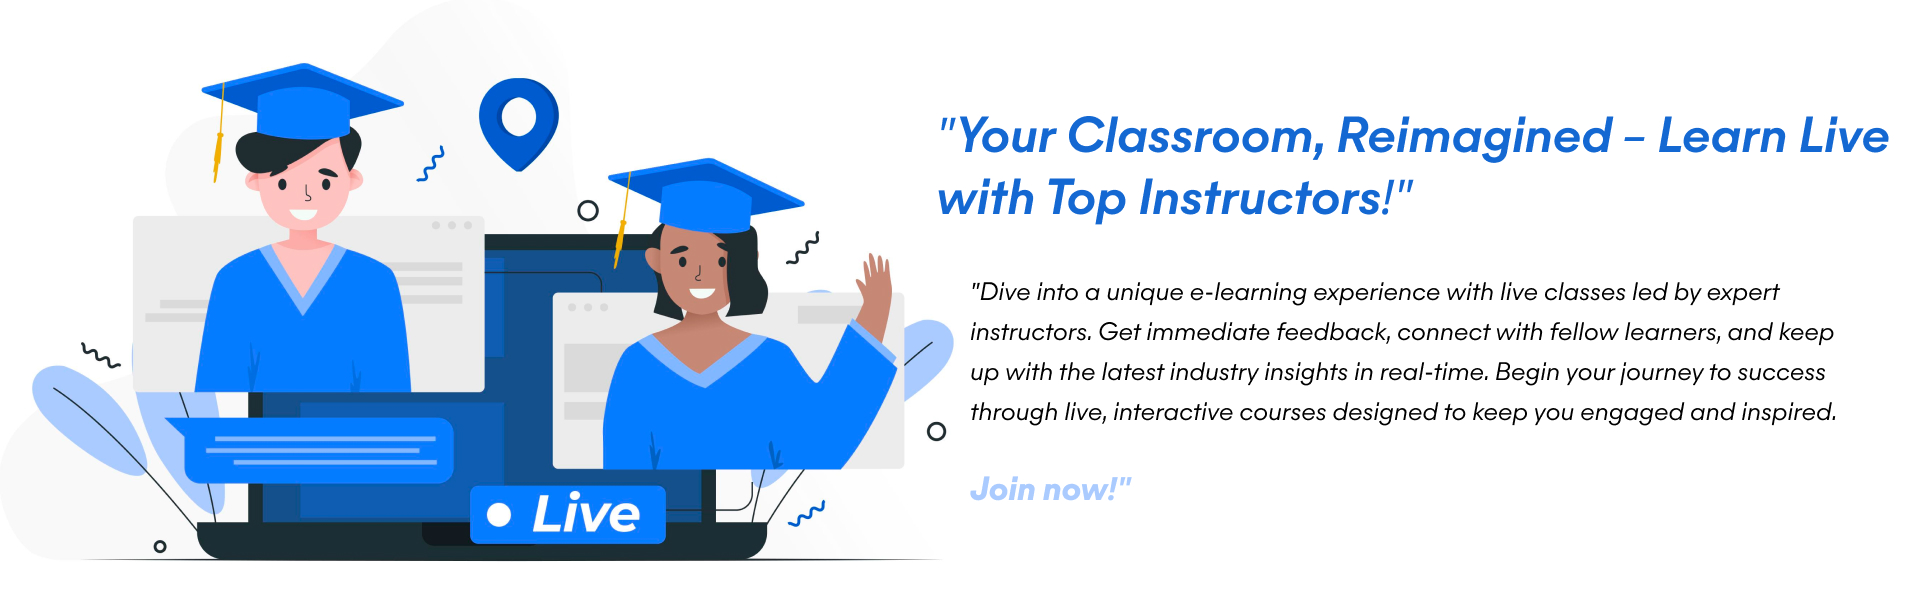 "Your Classroom, Reimagined – Learn Live
with Top Instructors!"
"Dive into a unique e-learning experience with live classes led by expert
instructors. Get immediate feedback, connect with fellow learners, and keep
up with the latest industry insights in real-time. Begin your journey to success
through live, interactive courses designed to keep you engaged and inspired.
Join now!"
Live